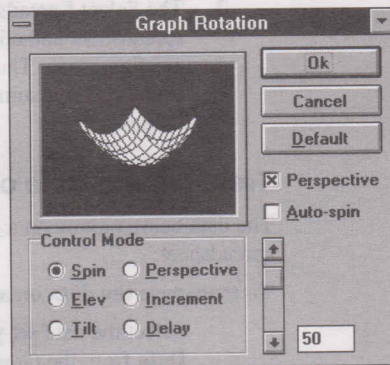 Graph Rotation
Ok
Cancel
Default
Perspective
Auto-spin
Control Mode
Spin Perspective
Elev Increment
Tilt Delay
50